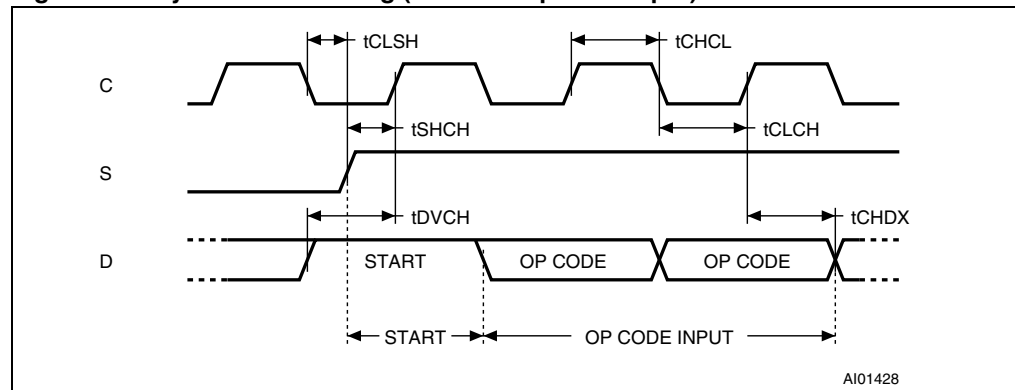 tCLSH
tCHCL
C
tSHCH
tCLCH
S
tDVCH
tCHDX
D
START
OP CODE
OP CODE
START
OP CODE INPUT
AI01428